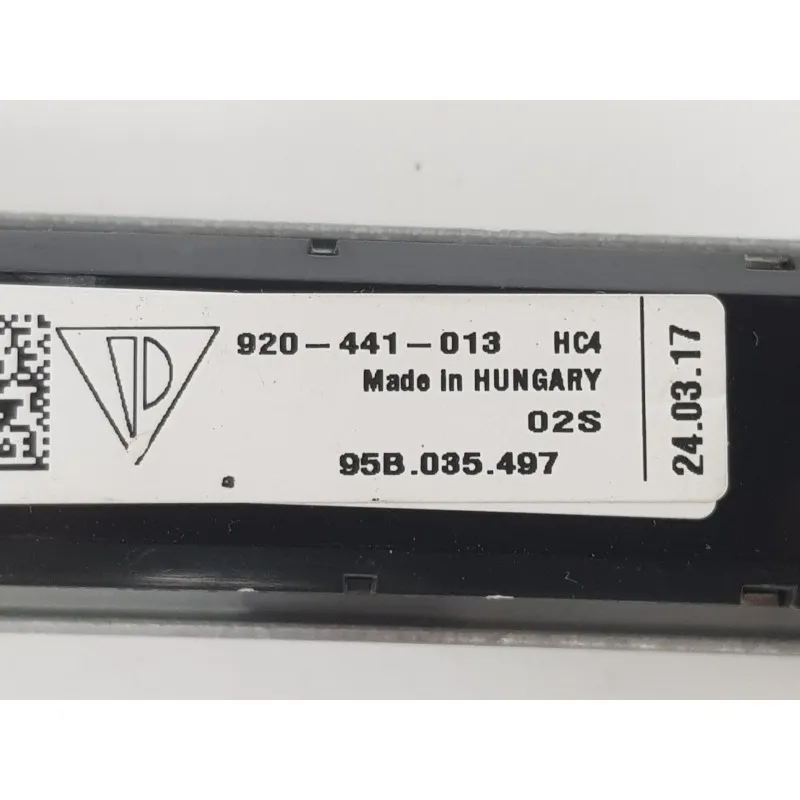 920-441-013 HC4
Made in HUNGARY
02S
95B.035.497
24.03.17